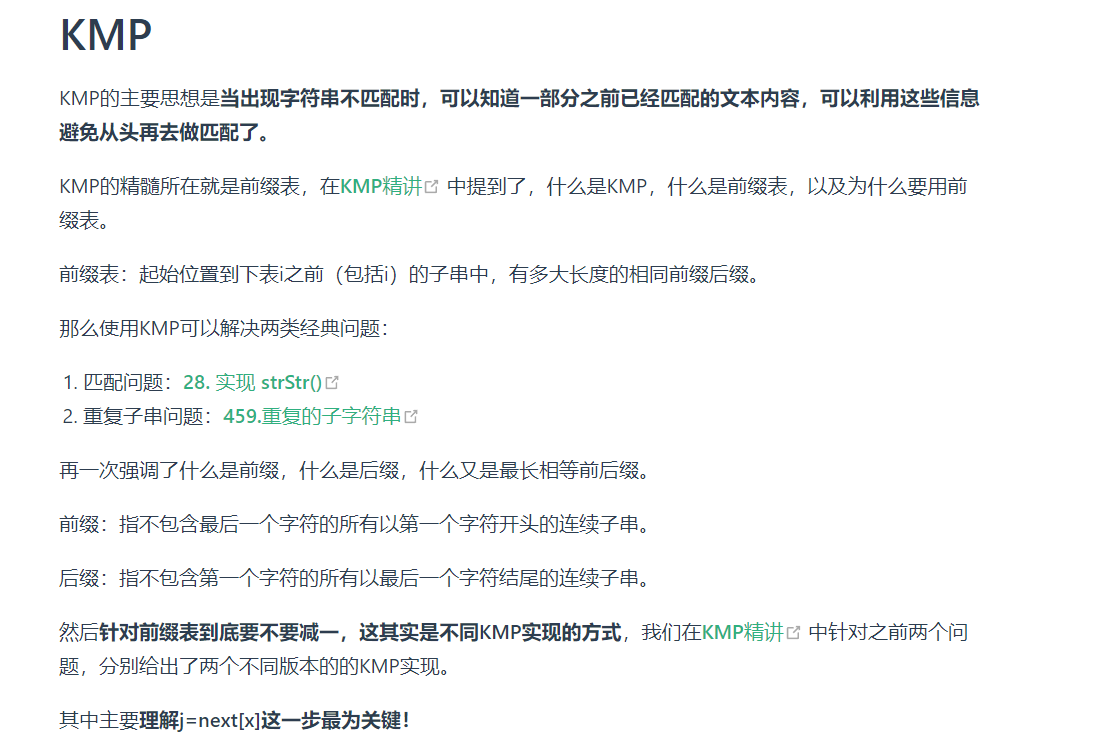 KMP
KMP的主要思想是当出现字符串不匹配时，可以知道一部分之前已经匹配的文本内容，可以利用这些信息
避免从头再去做匹配了。
KMP的精髓所在就是前缀表，在KMP精讲 中提到了，什么是KMP，什么是前缀表，以及为什么要用前
缀表。
前缀表：起始位置到下表i之前（包括i）的子串中，有多大长度的相同前缀后缀。
那么使用KMP可以解决两类经典问题：
1. 匹配问题：28. 实现 strStr()
2. 重复子串问题：459.重复的子字符串
再一次强调了什么是前缀，什么是后缀，什么又是最长相等前后缀。
前缀：指不包含最后一个字符的所有以第一个字符开头的连续子串。
后缀：指不包含第一个字符的所有以最后一个字符结尾的连续子串。
然后针对前缀表到底要不要减一，这其实是不同KMP实现的方式，我们在KMP精讲 中针对之前两个问
题，分别给出了两个不同版本的的KMP实现。
其中主要理解j=next[x]这一步最为关键！